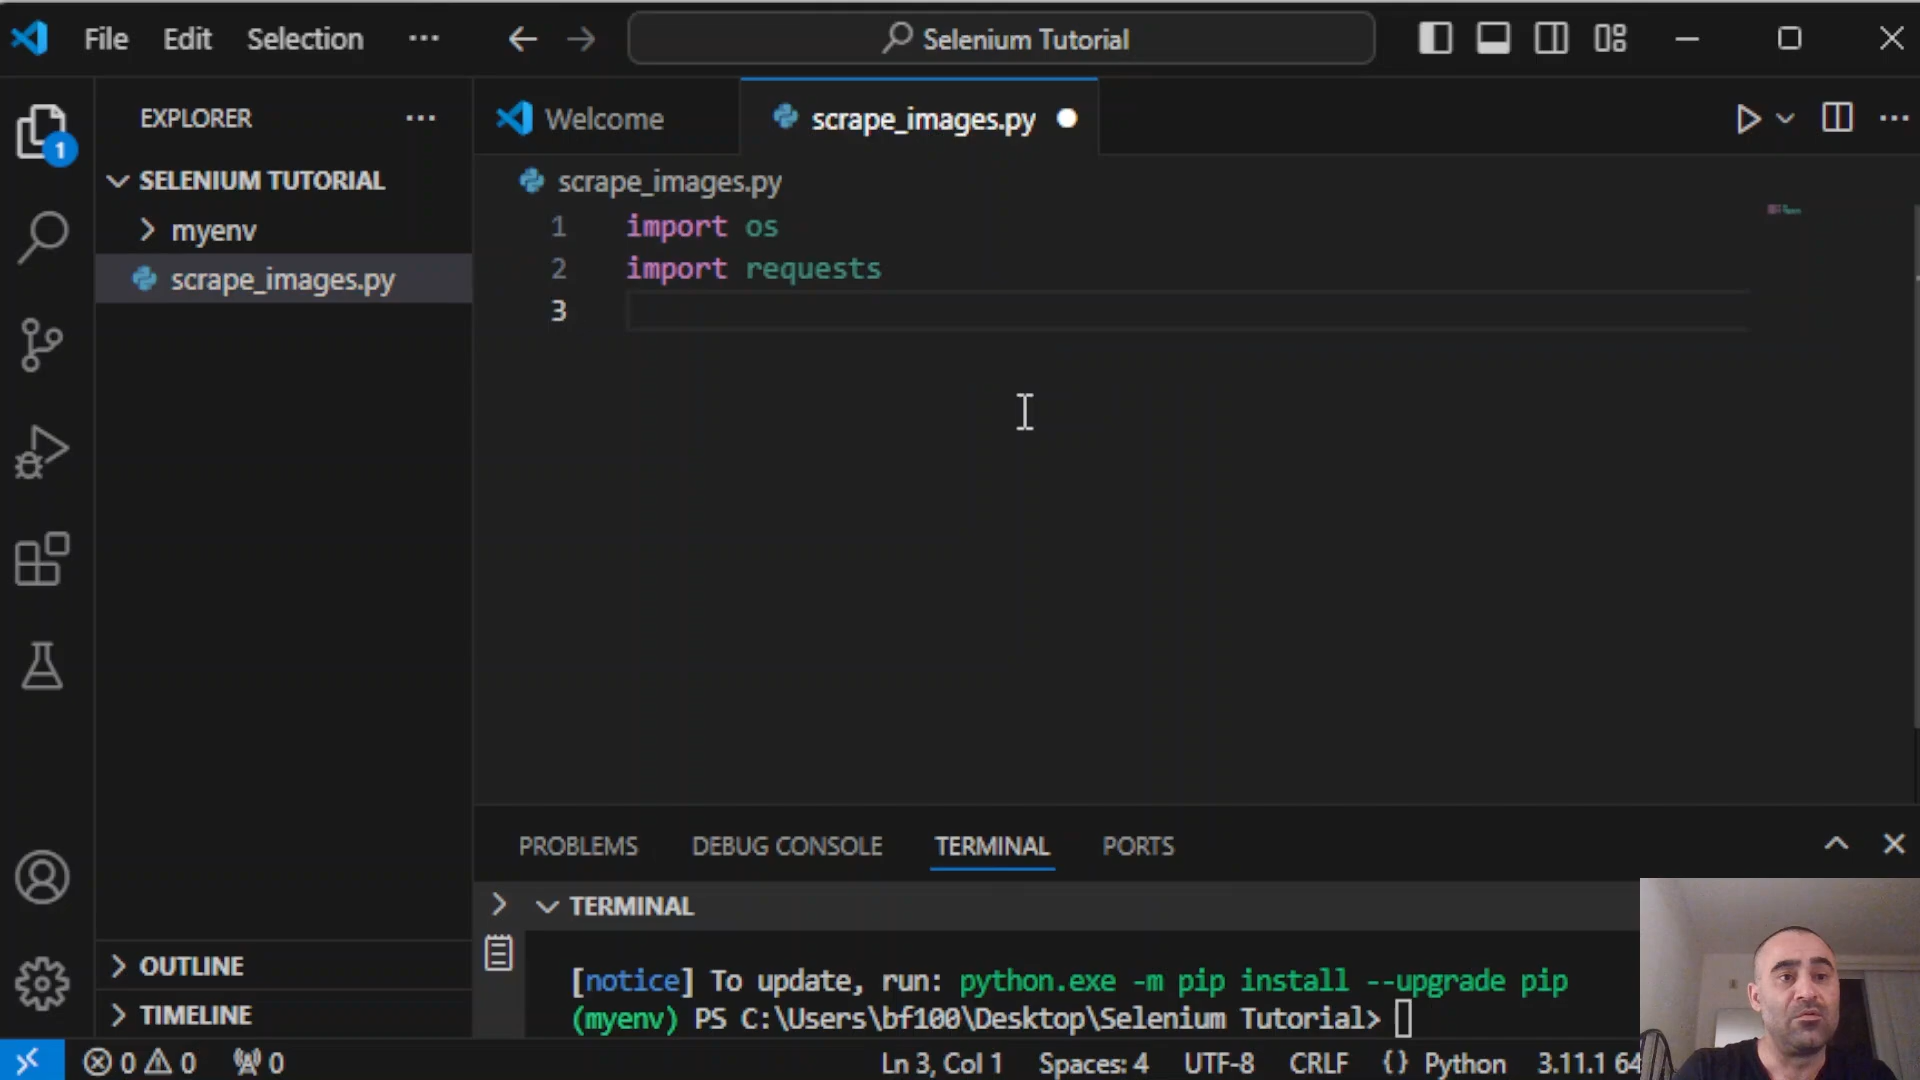 File Edit Selection ··· Selenium Tutorial
EXPLORER ···
SELENIUM TUTORIAL
myenv
scrape_images.py
OUTLINE
TIMELINE
1
Welcome scrape_images.py
scrape_images.py
1 import os
2 import requests
3
PROBLEMS DEBUG CONSOLE TERMINAL PORTS
TERMINAL
[notice] To update, run: python.exe -m pip install --upgrade pip
(myenv) PS C:\Users\bf100\Desktop\Selenium Tutorial>
0 0 0 Ln 3, Col 1 Spaces: 4 UTF-8 CRLF {} Python 3.11.1 64